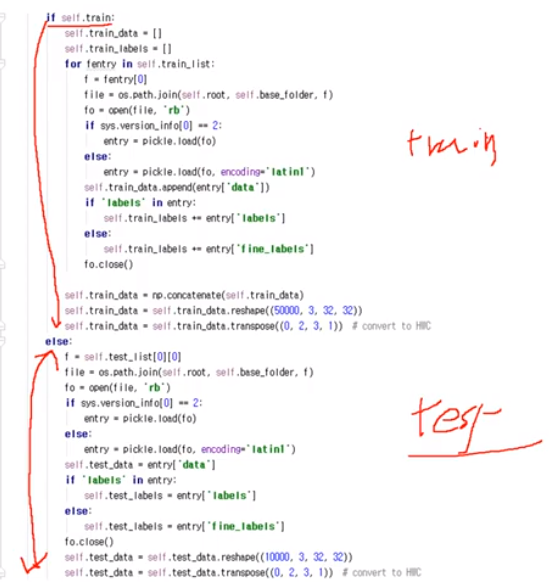 if self.train:
self.train_data = []
self.train_labels = []
for fentry in self.train_list:
f = fentry[0]
file = os.path.join(self.root, self.base_folder, f)
fo = open(file, 'rb')
if sys.version_info[0] == 2:
entry = pickle.load(fo)
else:
entry = pickle.load(fo, encoding='latin1')
self.train_data.append(entry['data'])
if 'labels' in entry:
self.train_labels += entry['labels']
else:
self.train_labels += entry['fine_labels']
fo.close()
train
self.train_data = np.concatenate(self.train_data)
self.train_data = self.train_data.reshape((50000, 3, 32, 32))
self.train_data = self.train_data.transpose((0, 2, 3, 1)) # convert to HWC
else:
f = self.test_list[0][0]
file = os.path.join(self.root, self.base_folder, f)
fo = open(file, 'rb')
if sys.version_info[0] == 2:
entry = pickle.load(fo)
else:
entry = pickle.load(fo, encoding='latin1')
self.test_data = entry['data']
if 'labels' in entry:
self.test_labels = entry['labels']
else:
self.test_labels = entry['fine_labels']
fo.close()
self.test_data = self.test_data.reshape((10000, 3, 32, 32))
self.test_data = self.test_data.transpose((0, 2, 3, 1)) # convert to HWC
test